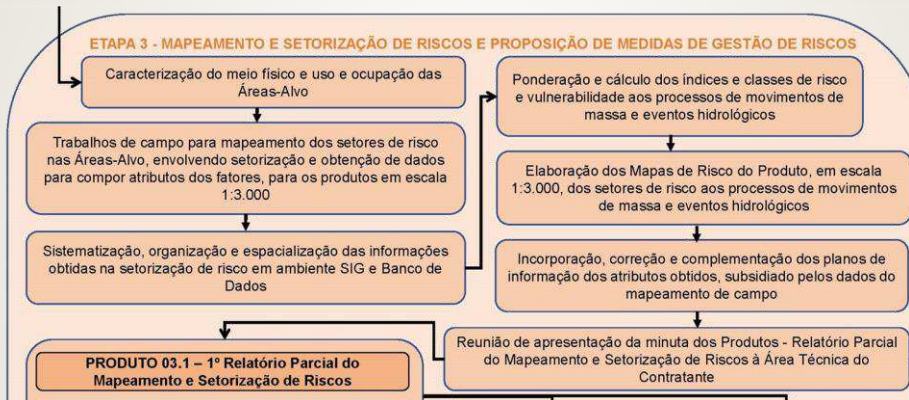 ETAPA 3 - MAPEAMENTO E SETORIZAÇÃO DE RISCOS E PROPOSIÇÃO DE MEDIDAS DE GESTÃO DE RISCOS
Caracterização do meio físico e uso e ocupação das
Áreas-Alvo
Trabalhos de campo para mapeamento dos setores de risco
nas Áreas-Alvo, envolvendo setorização e obtenção de dados
para compor atributos dos fatores, para os produtos em escala
1:3.000
Sistematização, organização e espacialização das informações
obtidas na setorização de risco em ambiente SIG e Banco de
Dados
Ponderação e cálculo dos índices e classes de risco
e vulnerabilidade aos processos de movimentos de
massa e eventos hidrológicos
Elaboração dos Mapas de Risco do Produto, em escala
1:3.000, dos setores de risco aos processos de movimentos
de massa e eventos hidrológicos
Incorporação, correção e complementação dos planos de
informação dos atributos obtidos, subsidiado pelos dados do
mapeamento de campo
Reunião de apresentação da minuta dos Produtos - Relatório Parcial
do Mapeamento e Setorização de Riscos à Área Técnica do
Contratante
PRODUTO 03.1 – 1º Relatório Parcial do
Mapeamento e Setorização de Riscos